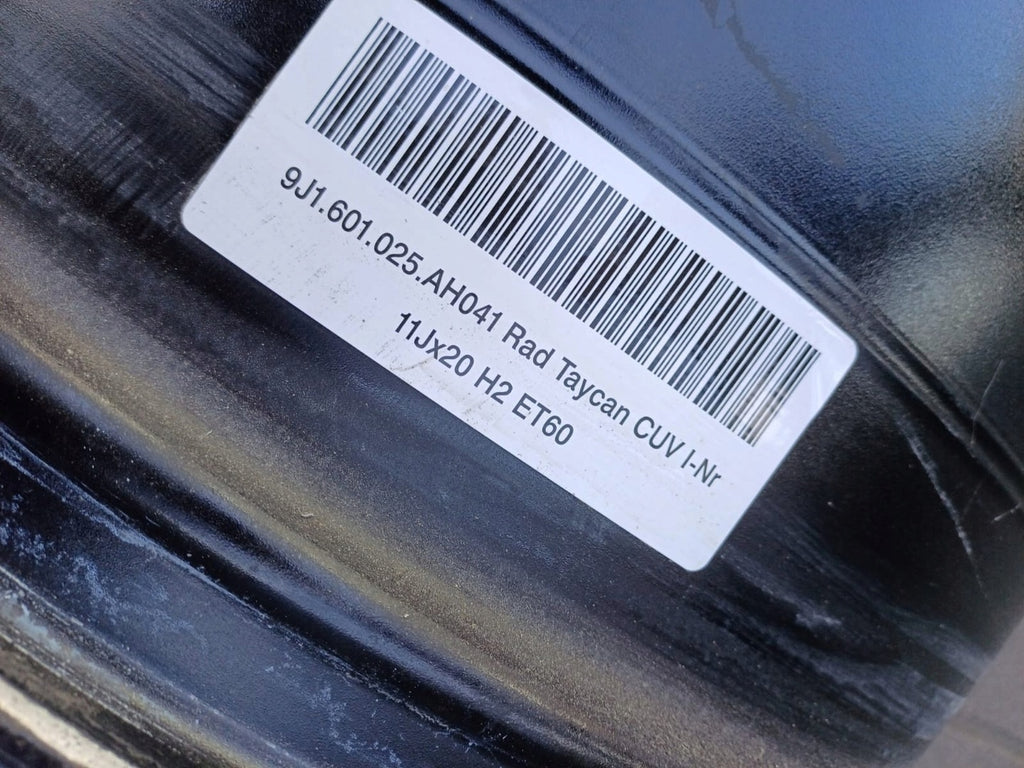 9J1.601.025.AH041 Rad Taycan CUV I-Nr
11Jx20 H2 ET60